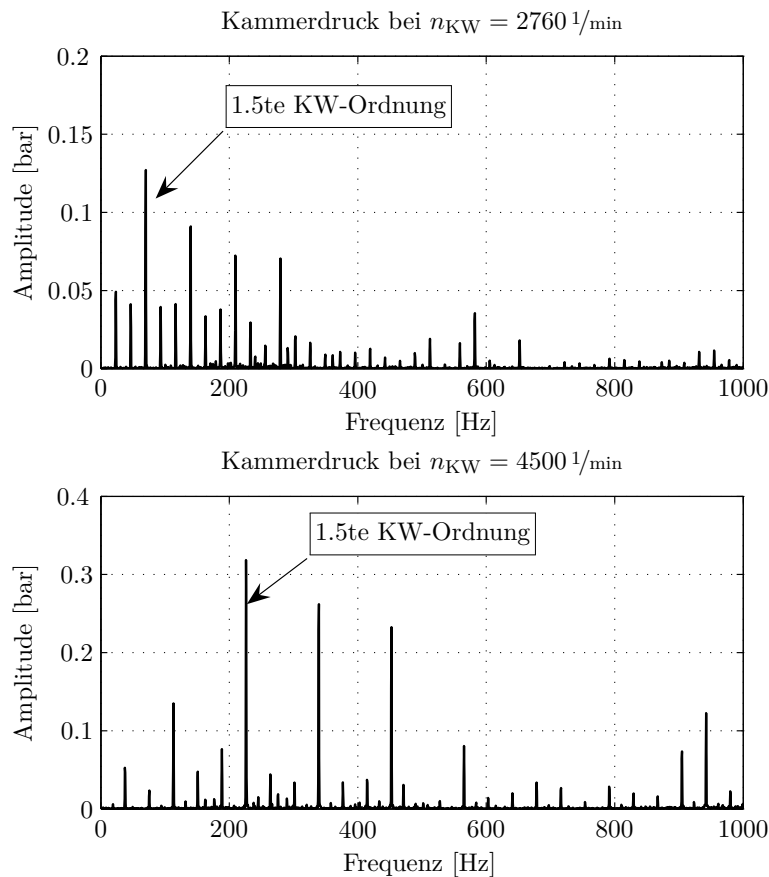 Kammerdruck bei n_KW = 2760 1/min
0.2
0.15
0.1
0.05
0
Amplitude [bar]
1.5te KW-Ordnung
0 200 400 600 800 1000
Frequenz [Hz]
Kammerdruck bei n_KW = 4500 1/min
0.4
0.3
0.2
0.1
0
Amplitude [bar]
1.5te KW-Ordnung
0 200 400 600 800 1000
Frequenz [Hz]